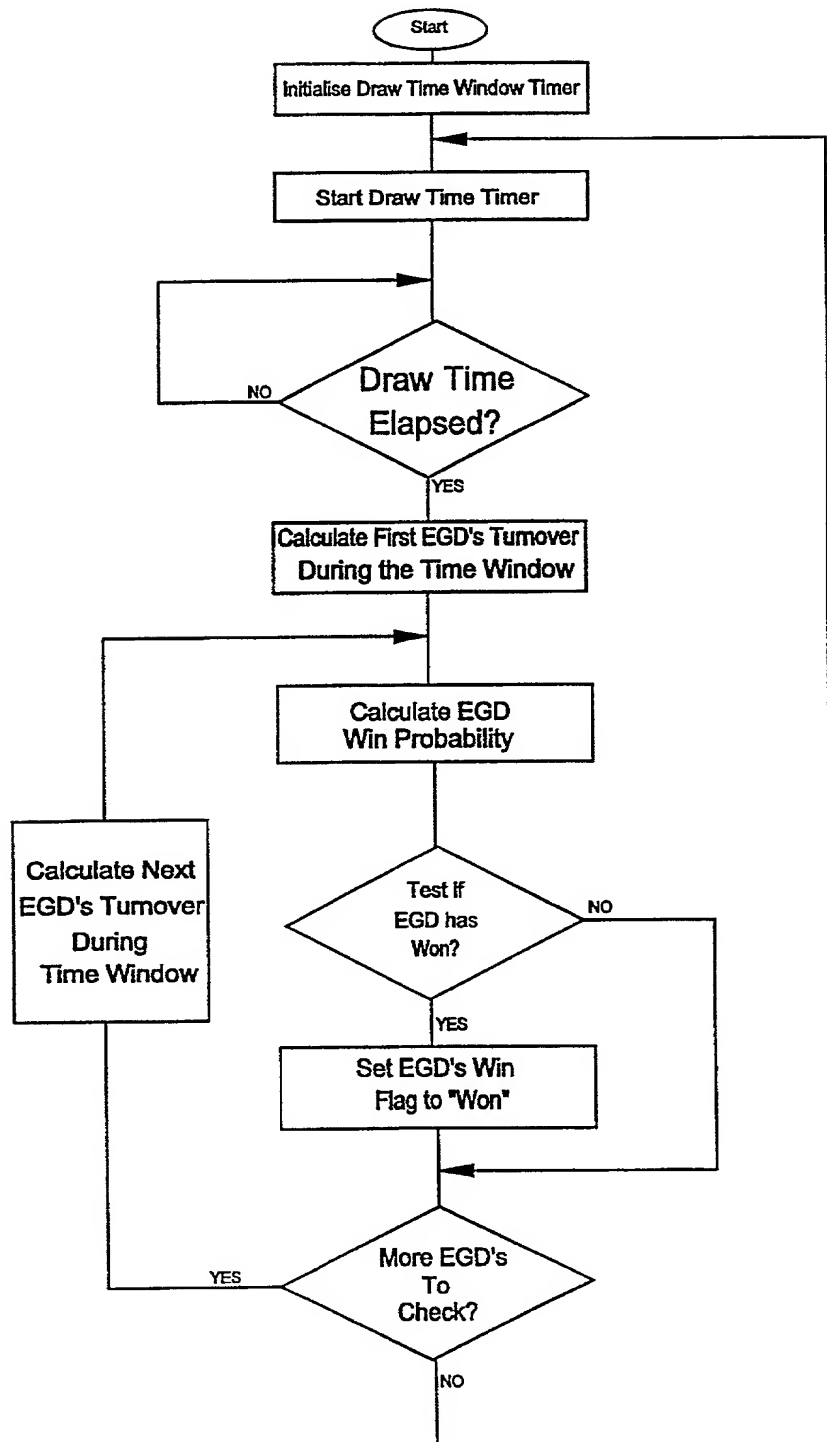 Start
Initialise Draw Time Window Timer
Start Draw Time Timer
Draw Time
Elapsed?
NO
YES
Calculate First EGD's Turnover
During the Time Window
Calculate EGD
Win Probability
Calculate Next
EGD's Turnover
During
Time Window
Test if
EGD has
Won?
NO
YES
Set EGD's Win
Flag to "Won"
More EGD's
To
Check?
YES
NO